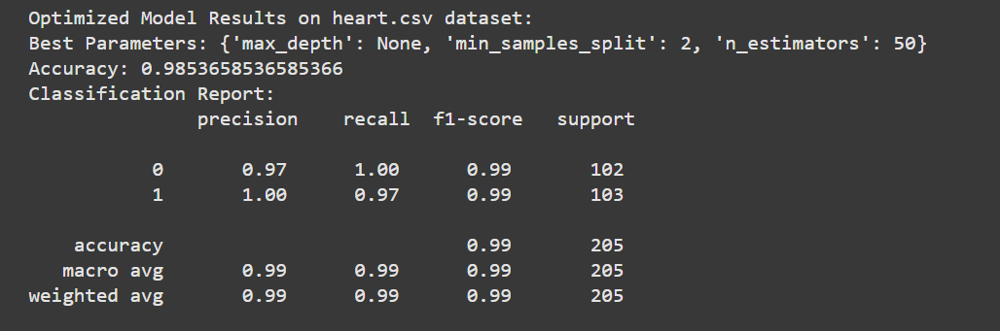 Optimized Model Results on heart.csv dataset:
Best Parameters: {'max_depth': None, 'min_samples_split': 2, 'n_estimators': 50}
Accuracy: 0.9853658536585366
Classification Report:
precision recall f1-score support
0 0.97 1.00 0.99 102
1 1.00 0.97 0.99 103
accuracy 0.99 205
macro avg 0.99 0.99 0.99 205
weighted avg 0.99 0.99 0.99 205